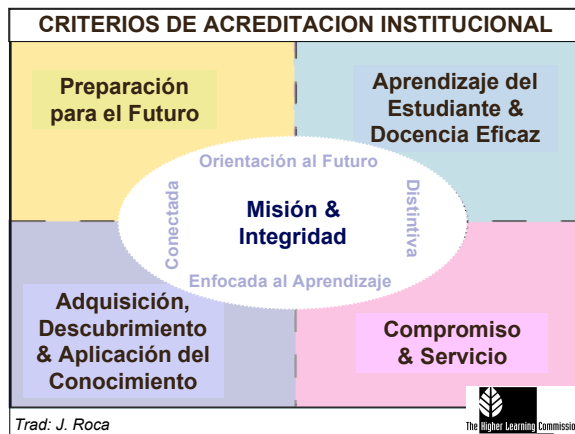 CRITERIOS DE ACREDITACION INSTITUCIONAL
Preparación
para el Futuro
Aprendizaje del
Estudiante &
Docencia Eficaz
Orientación al Futuro
Conectada
Misión &
Integridad
Distintiva
Enfocada al Aprendizaje
Adquisición,
Descubrimiento
& Aplicación del
Conocimiento
Compromiso
& Servicio
Trad: J. Roca
The Higher Learning Commissio